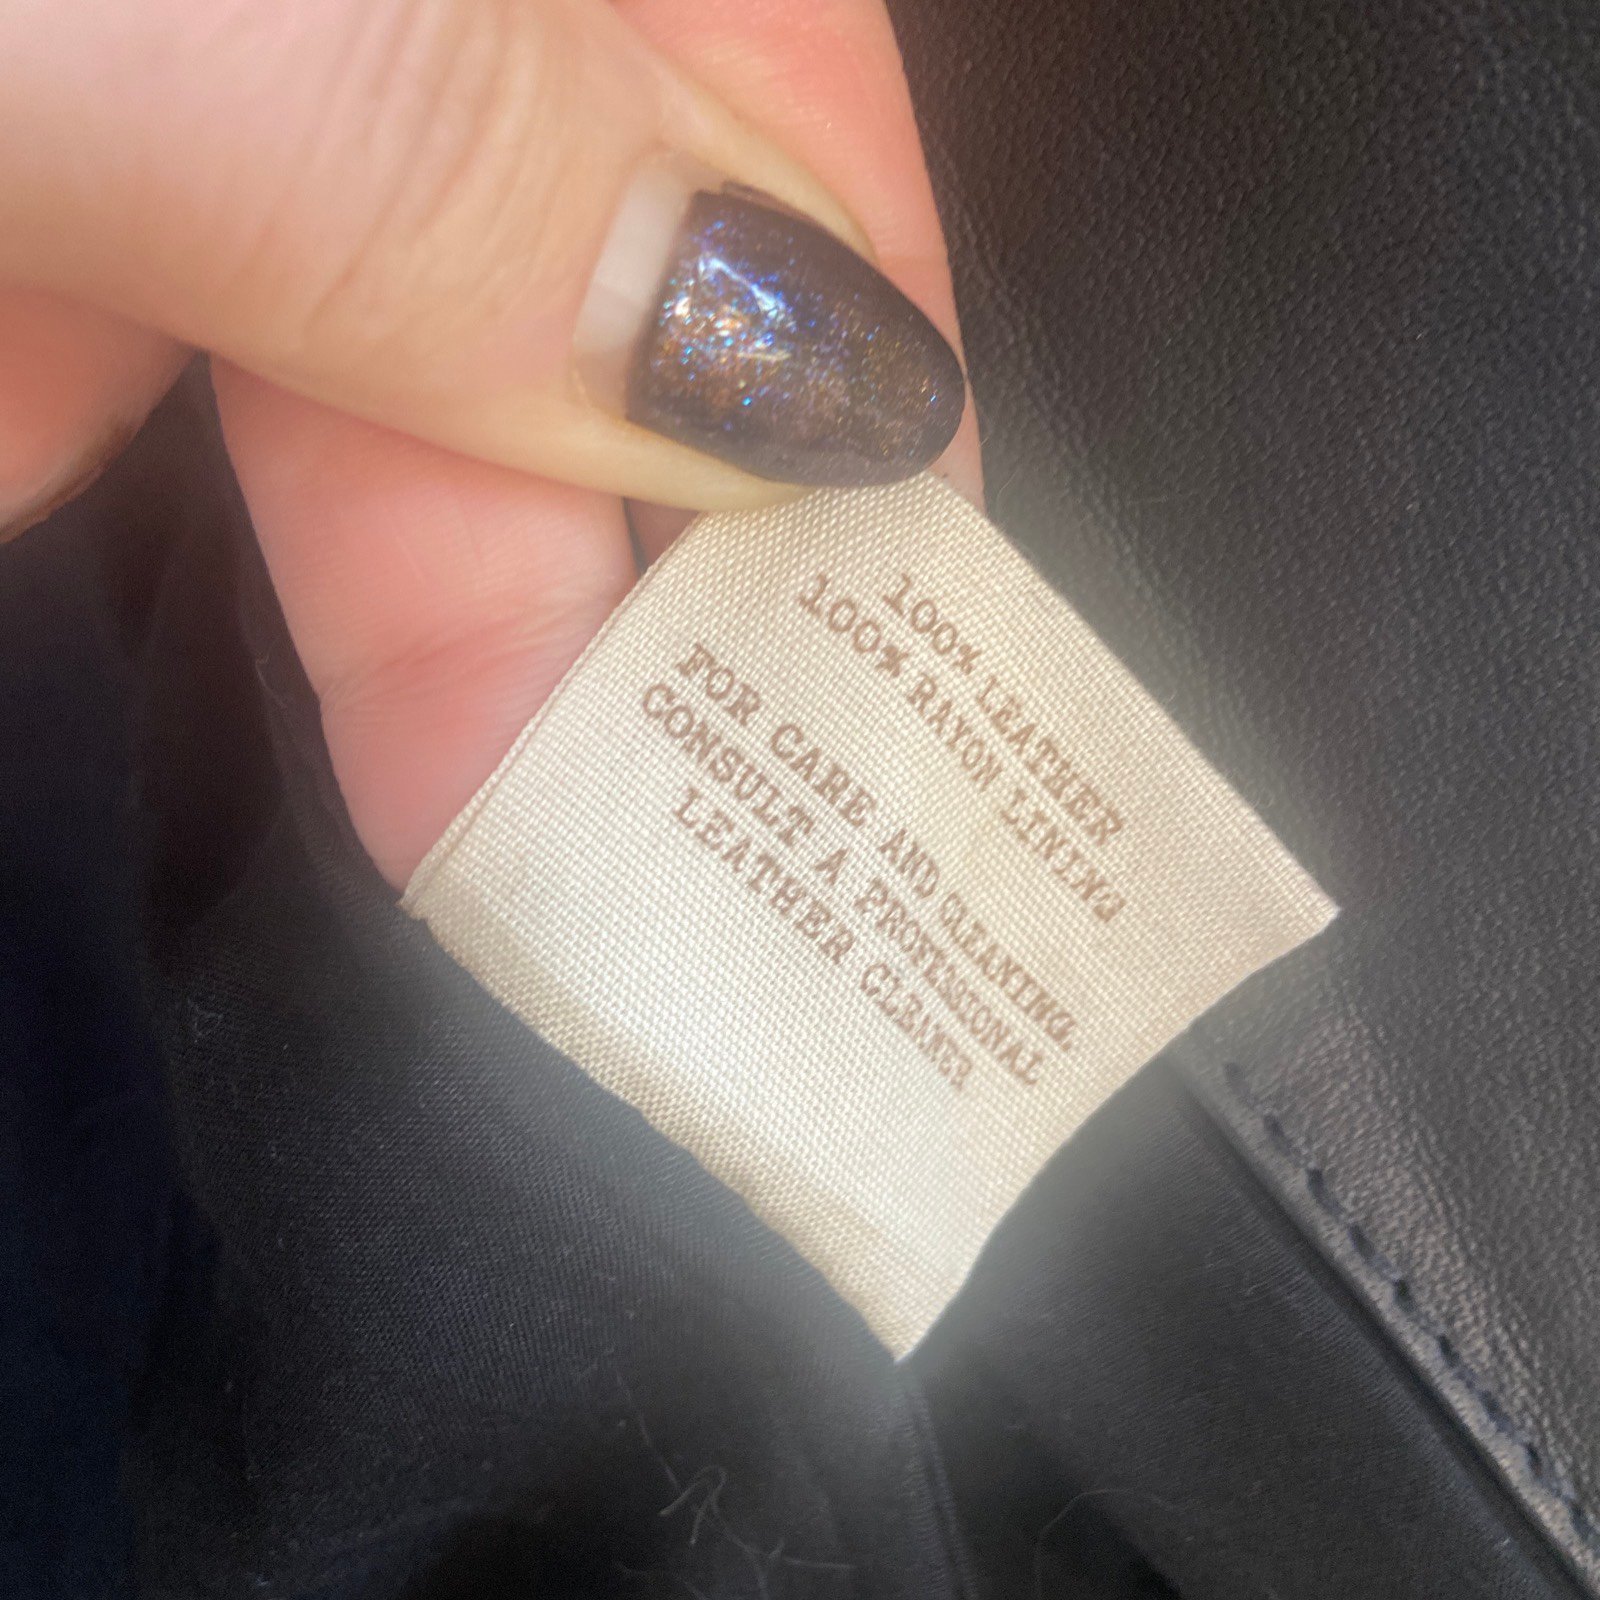 100% LEATHER
100% RAYON LINING
FOR CARE AND CLEANING,
CONSULT A PROFESSIONAL
LEATHER CLEANER